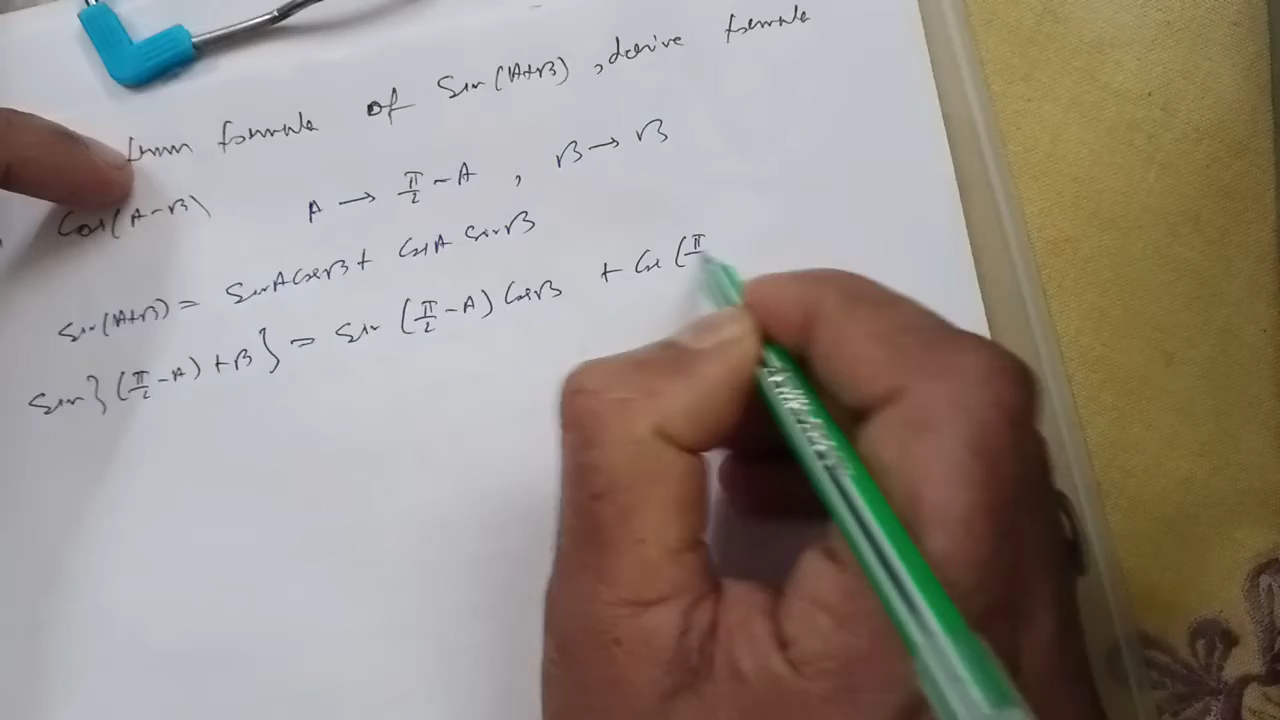 from formula of Sin(A+B), derive formula
Cos(A-B)
A → π/2 - A , B → B
Sin(A+B) = SinA CosB + CosA SinB
Sin{(π/2 - A) + B} = Sin (π/2 - A) CosB + Cos (π